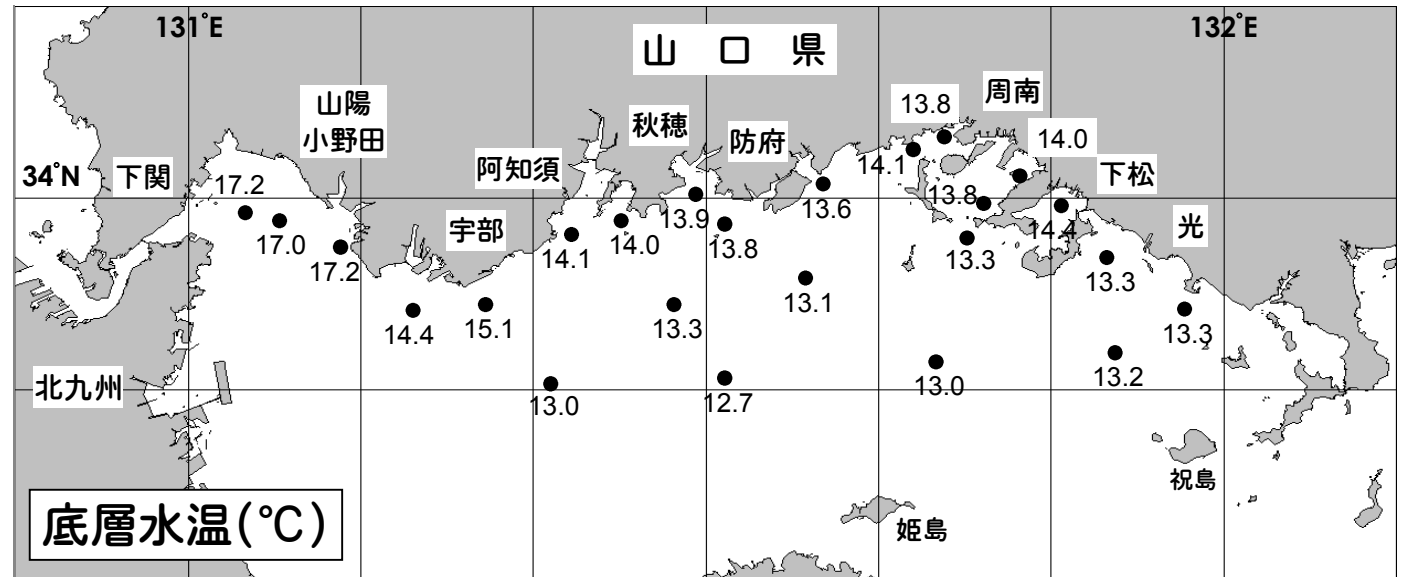 131°E
132°E
山 口 県
山陽
小野田
秋穂
防府
13.8
周南
阿知須
14.1
14.0
下松
34°N
下関
17.2
13.8
13.6
13.9
宇部
光
17.0
17.2
14.1
14.0
13.8
13.3
14.4
13.3
13.1
14.4
15.1
13.3
13.3
北九州
13.0
12.7
13.0
13.2
祝島
姫島
底層水温(℃)